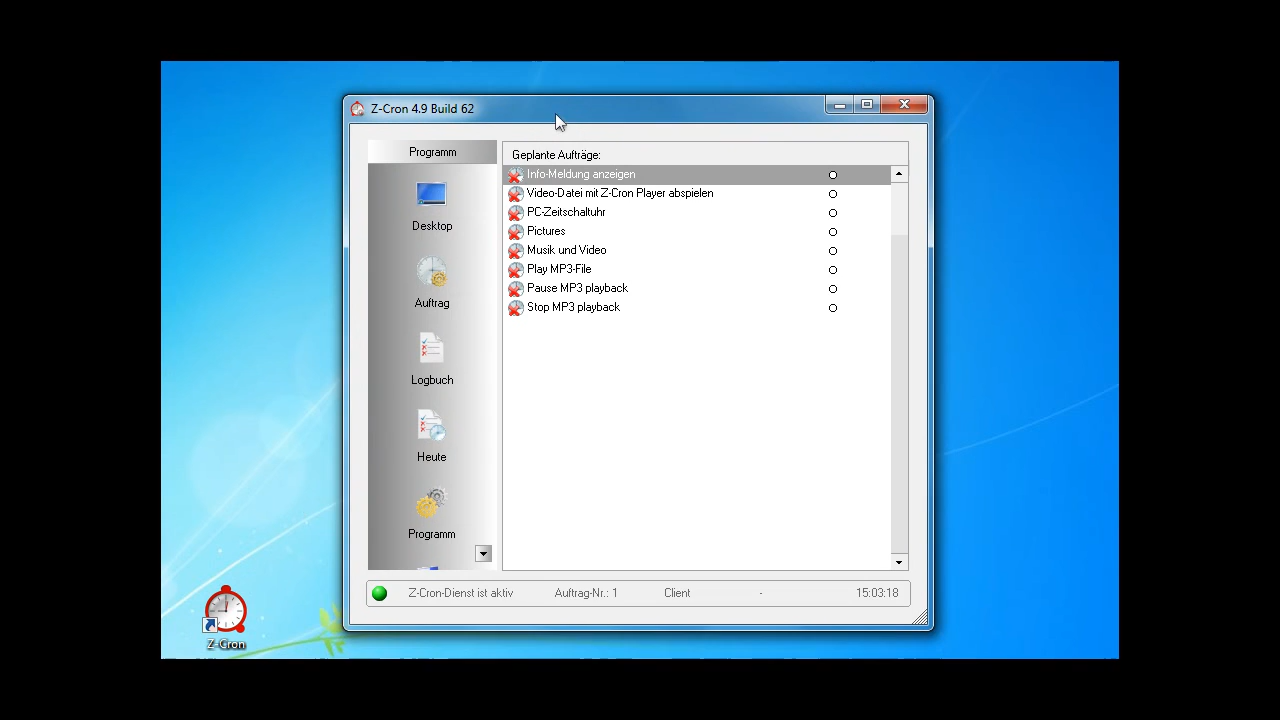 Z-Cron 4.9 Build 62
Programm
Desktop
Auftrag
Logbuch
Heute
Programm
Geplante Aufträge:
Info-Meldung anzeigen
Video-Datei mit Z-Cron Player abspielen
PC-Zeitschaltuhr
Pictures
Musik und Video
Play MP3-File
Pause MP3 playback
Stop MP3 playback
Z-Cron-Dienst ist aktiv Auftrag-Nr.: 1 Client - 15:03:18
Z-Cron